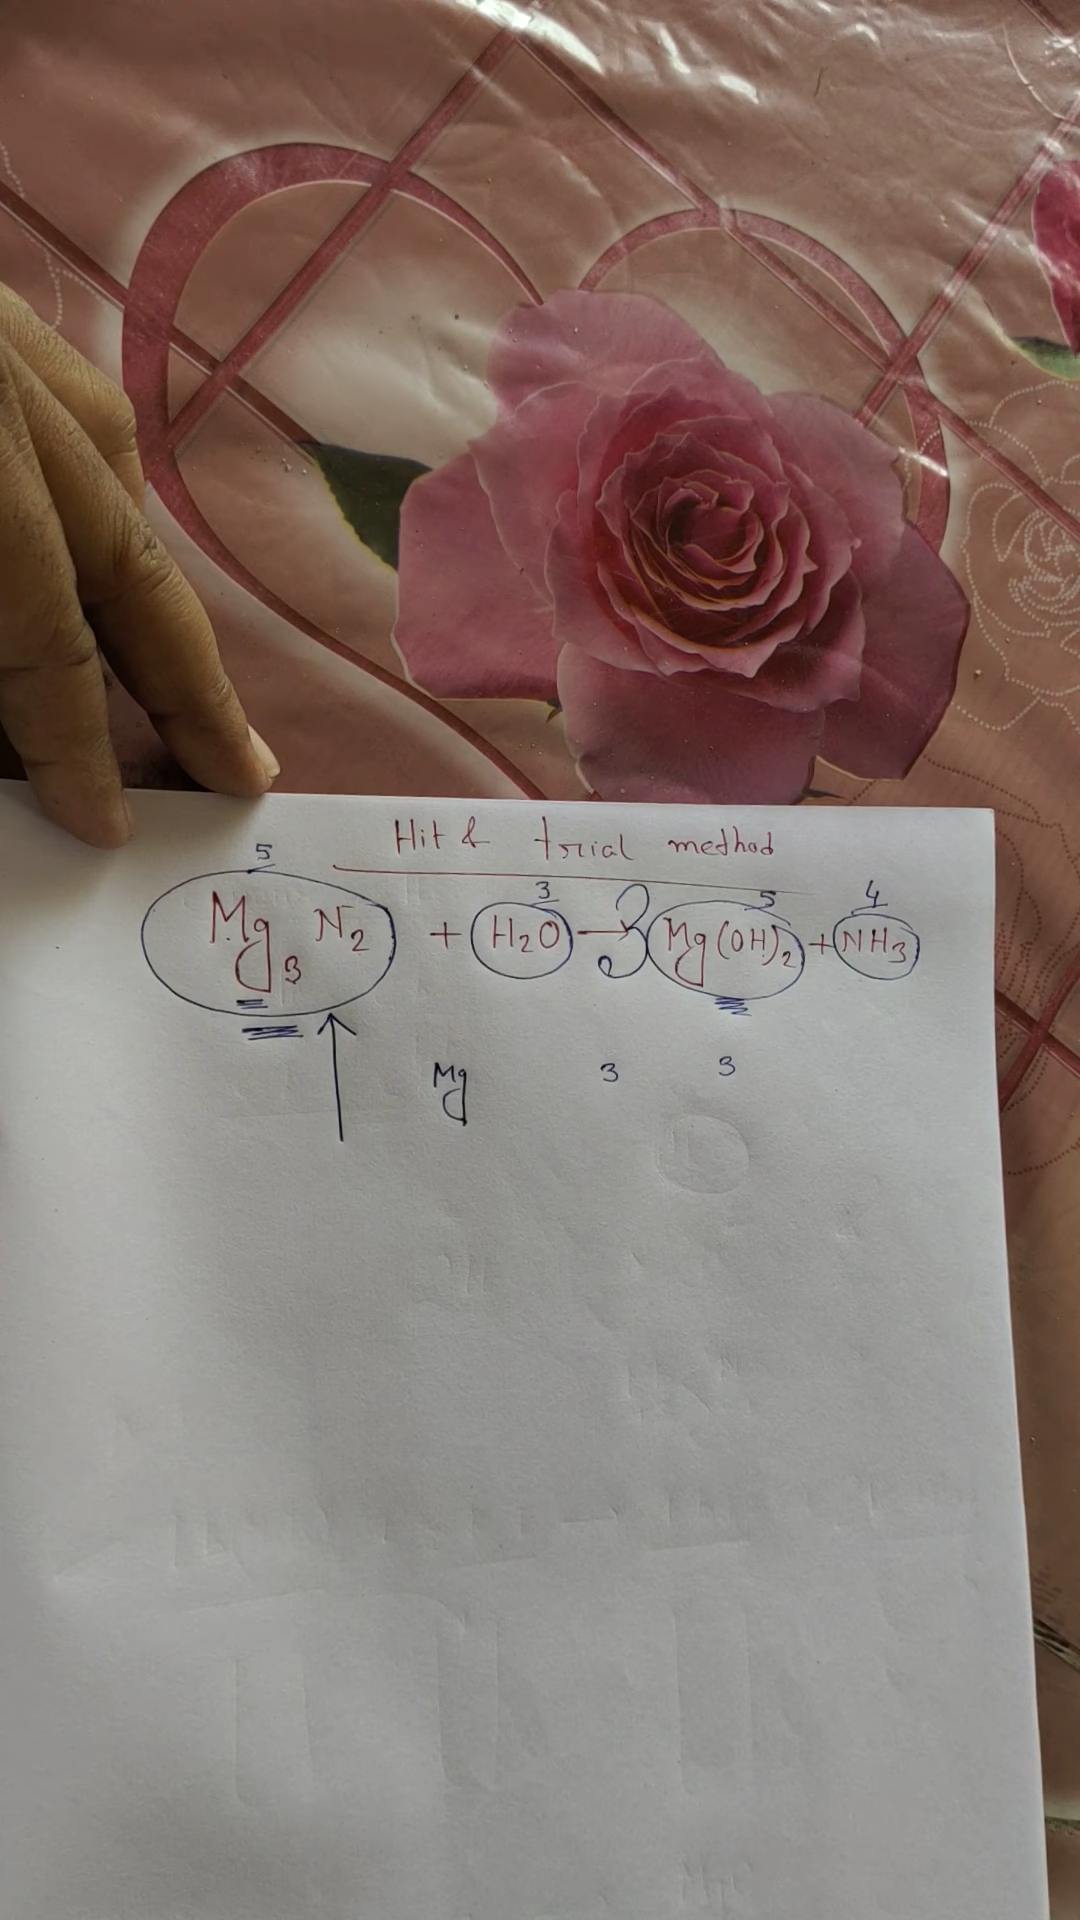 Hit & trial method
5 3 5 4
Mg3 N2 + H2O → 3 Mg(OH)2 + NH3
Mg 3 3